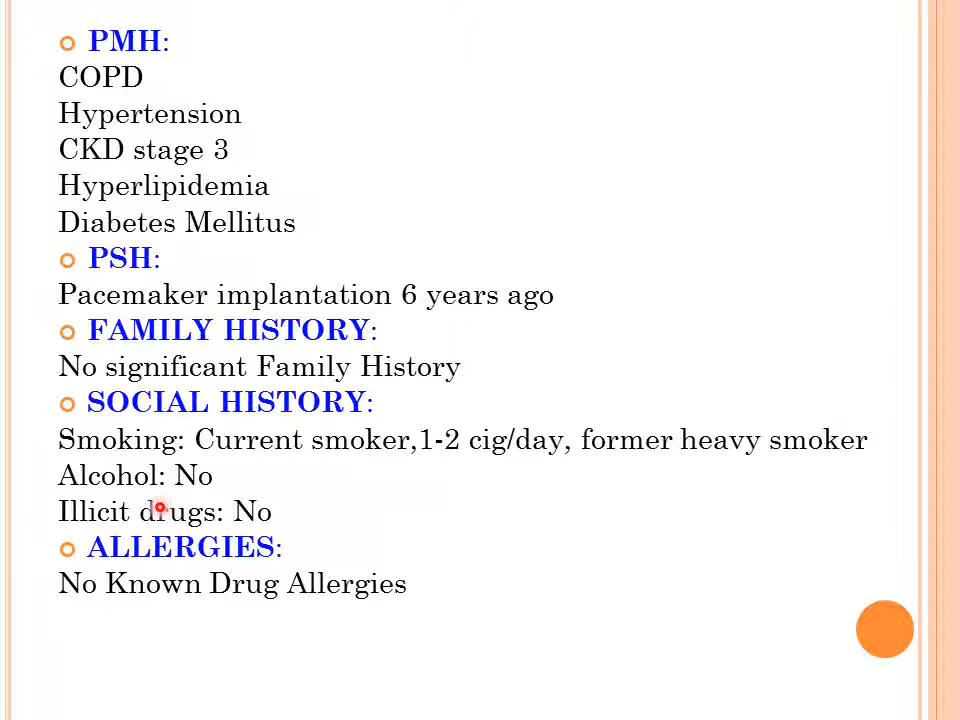 PMH:
COPD
Hypertension
CKD stage 3
Hyperlipidemia
Diabetes Mellitus
PSH:
Pacemaker implantation 6 years ago
FAMILY HISTORY:
No significant Family History
SOCIAL HISTORY:
Smoking: Current smoker,1-2 cig/day, former heavy smoker
Alcohol: No
Illicit drugs: No
ALLERGIES:
No Known Drug Allergies